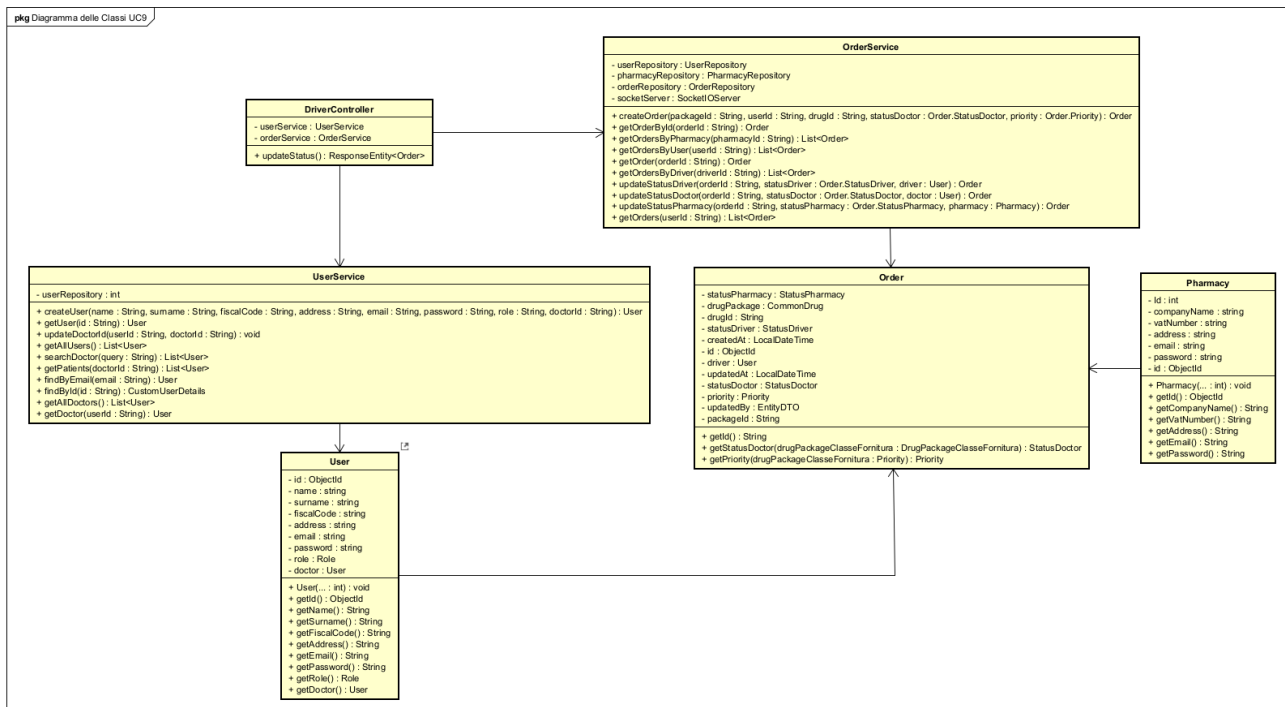 pkg Diagramma delle Classi UC9
OrderService
- userRepository : UserRepository
- pharmacyRepository : PharmacyRepository
- orderRepository : OrderRepository
- socketServer : SocketIOServer
+ createOrder(packageId : String, userId : String, drugId : String, statusDoctor : Order.StatusDoctor, priority : Order.Priority) : Order
+ getOrderById(orderId : String) : Order
+ getOrdersByPharmacy(pharmacyId : String) : List<Order>
+ getOrdersByUser(userId : String) : List<Order>
+ getOrder(orderId : String) : Order
+ getOrdersByDriver(driverId : String) : List<Order>
+ updateStatusDriver(orderId : String, statusDriver : Order.StatusDriver, driver : User) : Order
+ updateStatusDoctor(orderId : String, statusDoctor : Order.StatusDoctor, doctor : User) : Order
+ updateStatusPharmacy(orderId : String, statusPharmacy : Order.StatusPharmacy, pharmacy : Pharmacy) : Order
+ getOrders(userId : String) : List<Order>
DriverController
- userService : UserService
- orderService : OrderService
+ updateStatus() : ResponseEntity<Order>
UserService
- userRepository : int
+ createUser(name : String, surname : String, fiscalCode : String, address : String, email : String, password : String, role : String, doctorId : String) : User
+ getUser(id : String) : User
+ updateDoctorId(userId : String, doctorId : String) : void
+ getAllUsers() : List<User>
+ searchDoctor(query : String) : List<User>
+ getPatients(doctorId : String) : List<User>
+ findByEmail(email : String) : User
+ findById(id : String) : CustomUserDetails
+ getAllDoctors() : List<User>
+ getDoctor(userId : String) : User
Order
- statusPharmacy : StatusPharmacy
- drugPackage : CommonDrug
- drugId : String
- statusDriver : StatusDriver
- createdAt : LocalDateTime
- id : ObjectId
- driver : User
- updatedAt : LocalDateTime
- statusDoctor : StatusDoctor
- priority : Priority
- updatedBy : EntityDTO
- packageId : String
+ getId() : String
+ getStatusDoctor(drugPackageClasseFornitura : DrugPackageClasseFornitura) : StatusDoctor
+ getPriority(drugPackageClasseFornitura : Priority) : Priority
Pharmacy
- Id : int
- companyName : string
- vatNumber : string
- address : string
- email : string
- password : string
- id : ObjectId
+ Pharmacy(... : int) : void
+ getId() : ObjectId
+ getCompanyName() : String
+ getVatNumber() : String
+ getAddress() : String
+ getEmail() : String
+ getPassword() : String
User
- id : ObjectId
- name : string
- surname : string
- fiscalCode : string
- address : string
- email : string
- password : string
- role : Role
- doctor : User
+ User(... : int) : void
+ getId() : ObjectId
+ getName() : String
+ getSurname() : String
+ getFiscalCode() : String
+ getAddress() : String
+ getEmail() : String
+ getPassword() : String
+ getRole() : Role
+ getDoctor() : User